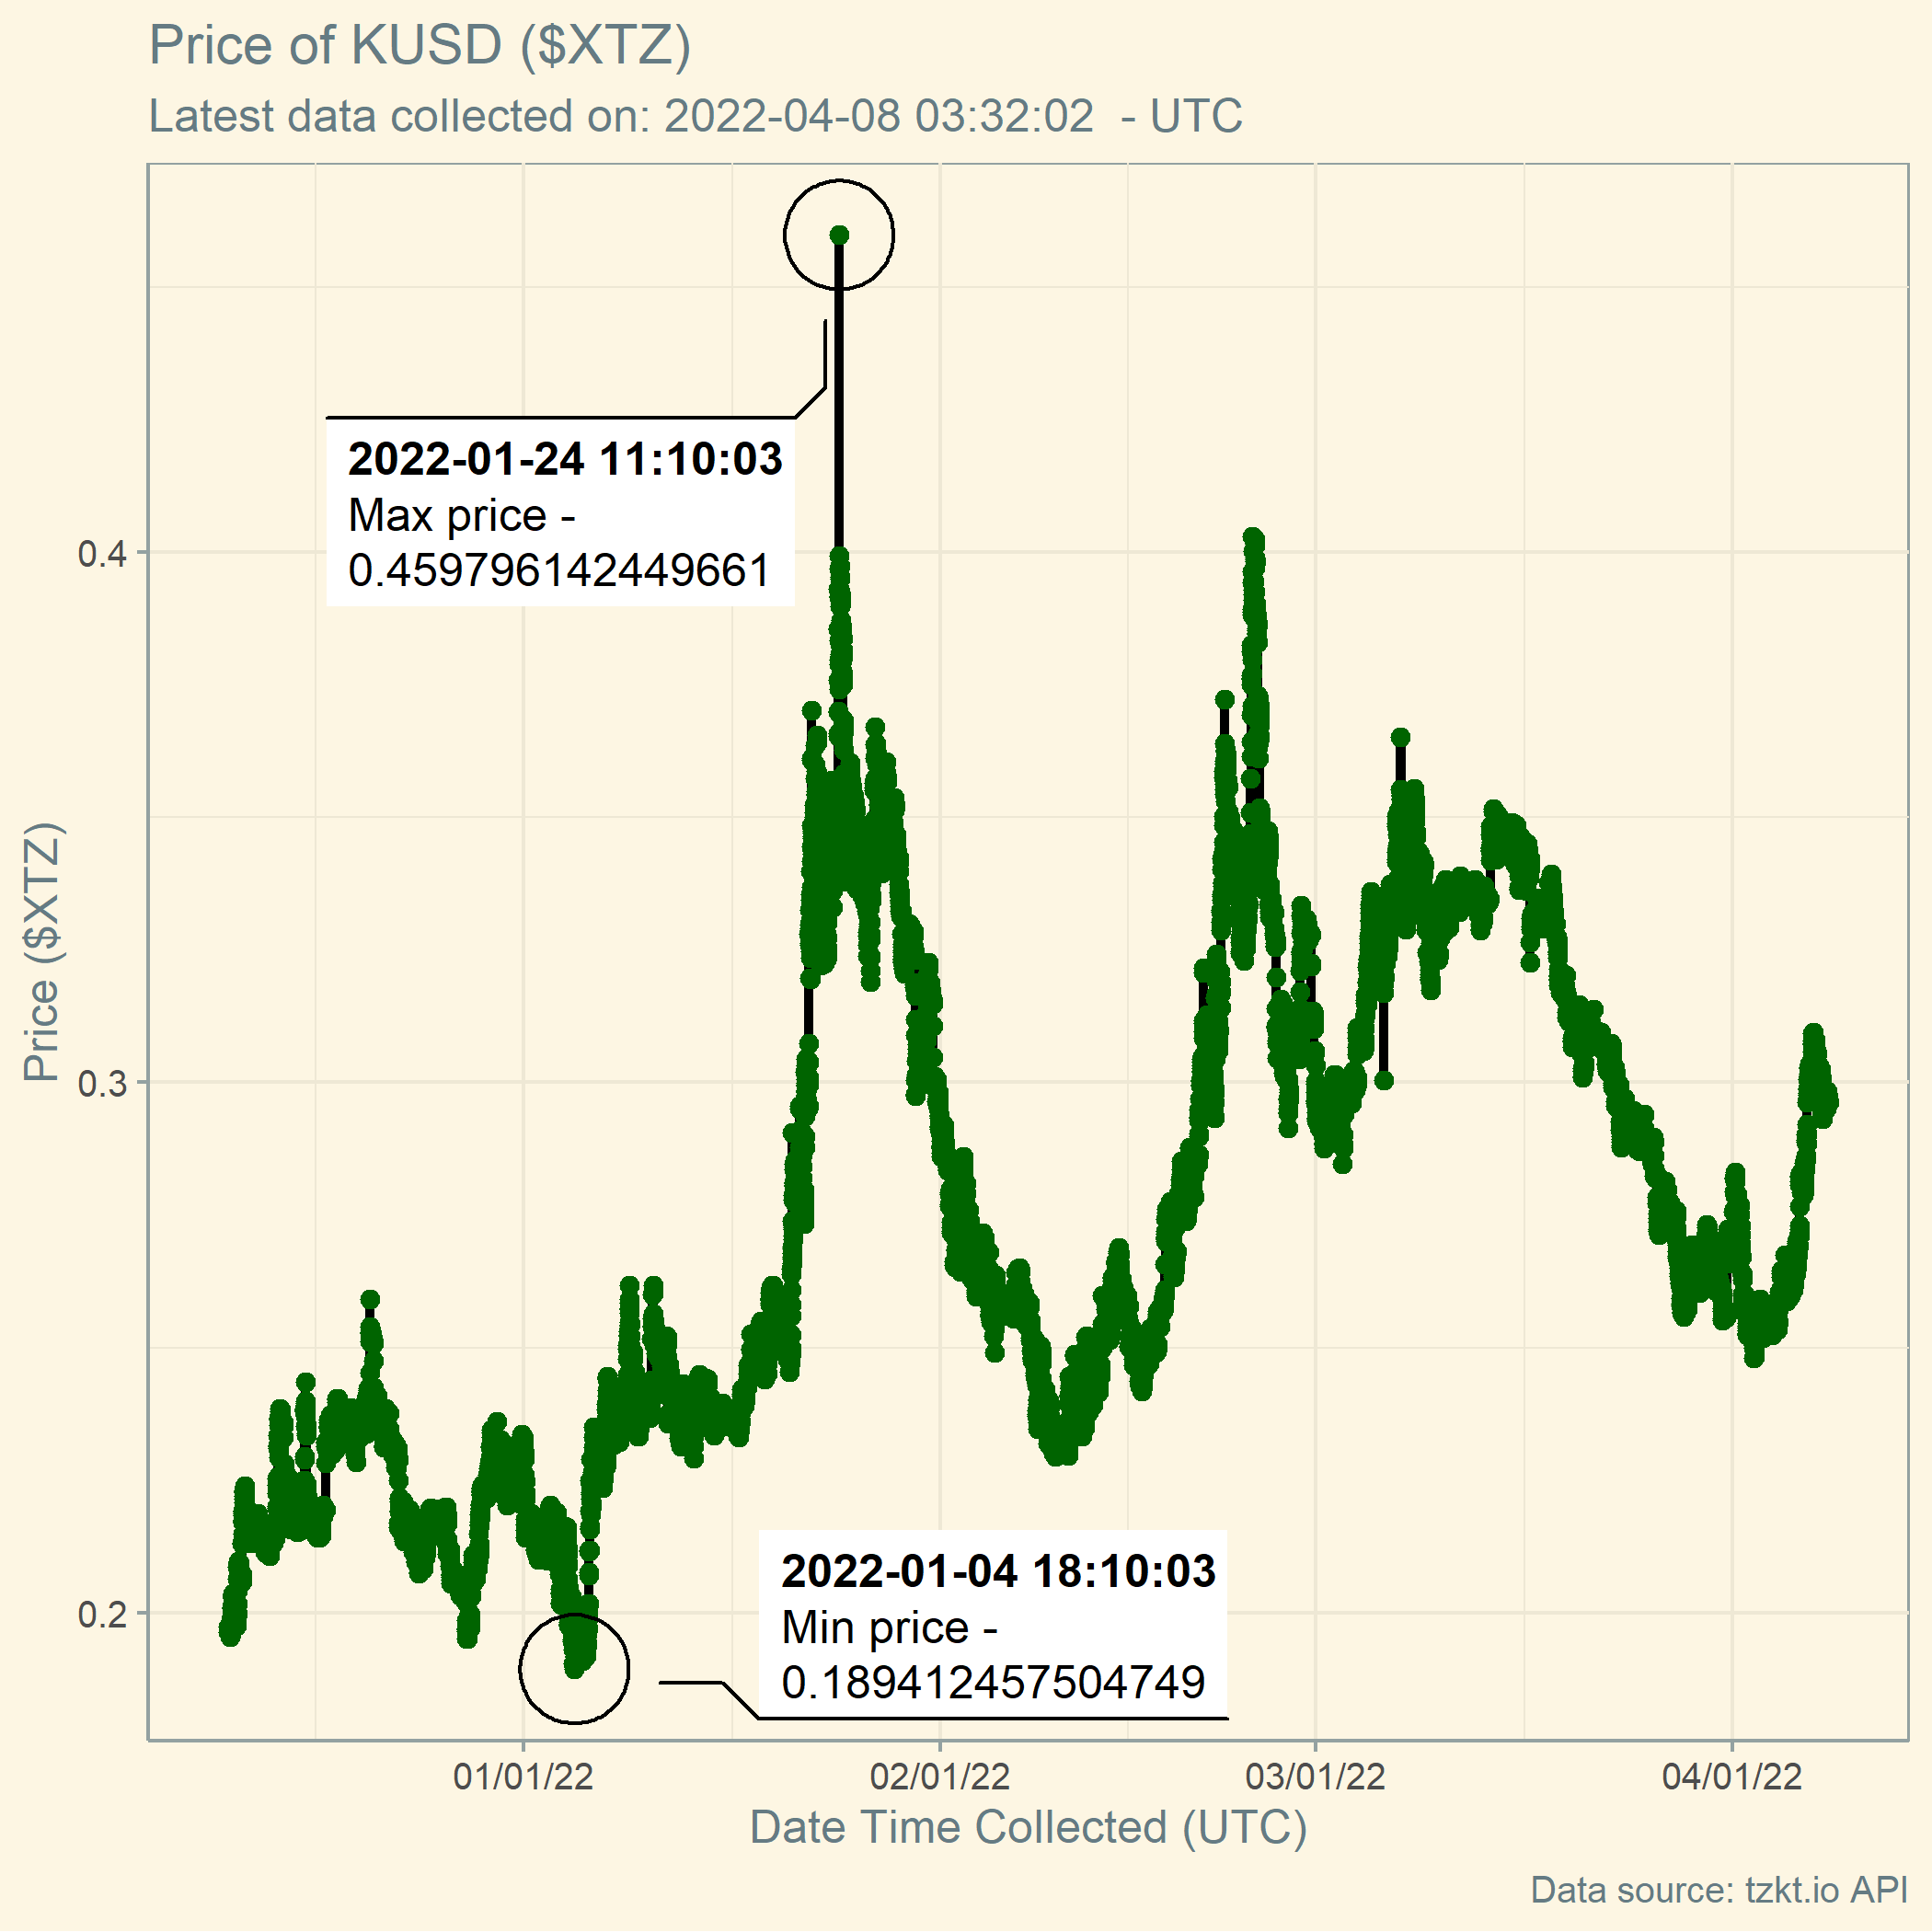 Price of KUSD ($XTZ)
Latest data collected on: 2022-04-08 03:32:02  - UTC
2022-01-24 11:10:03
Max price -
0.459796142449661
0.4
0.3
0.2
Price ($XTZ)
2022-01-04 18:10:03
Min price -
0.189412457504749
01/01/22
02/01/22
03/01/22
04/01/22
Date Time Collected (UTC)
Data source: tzkt.io API